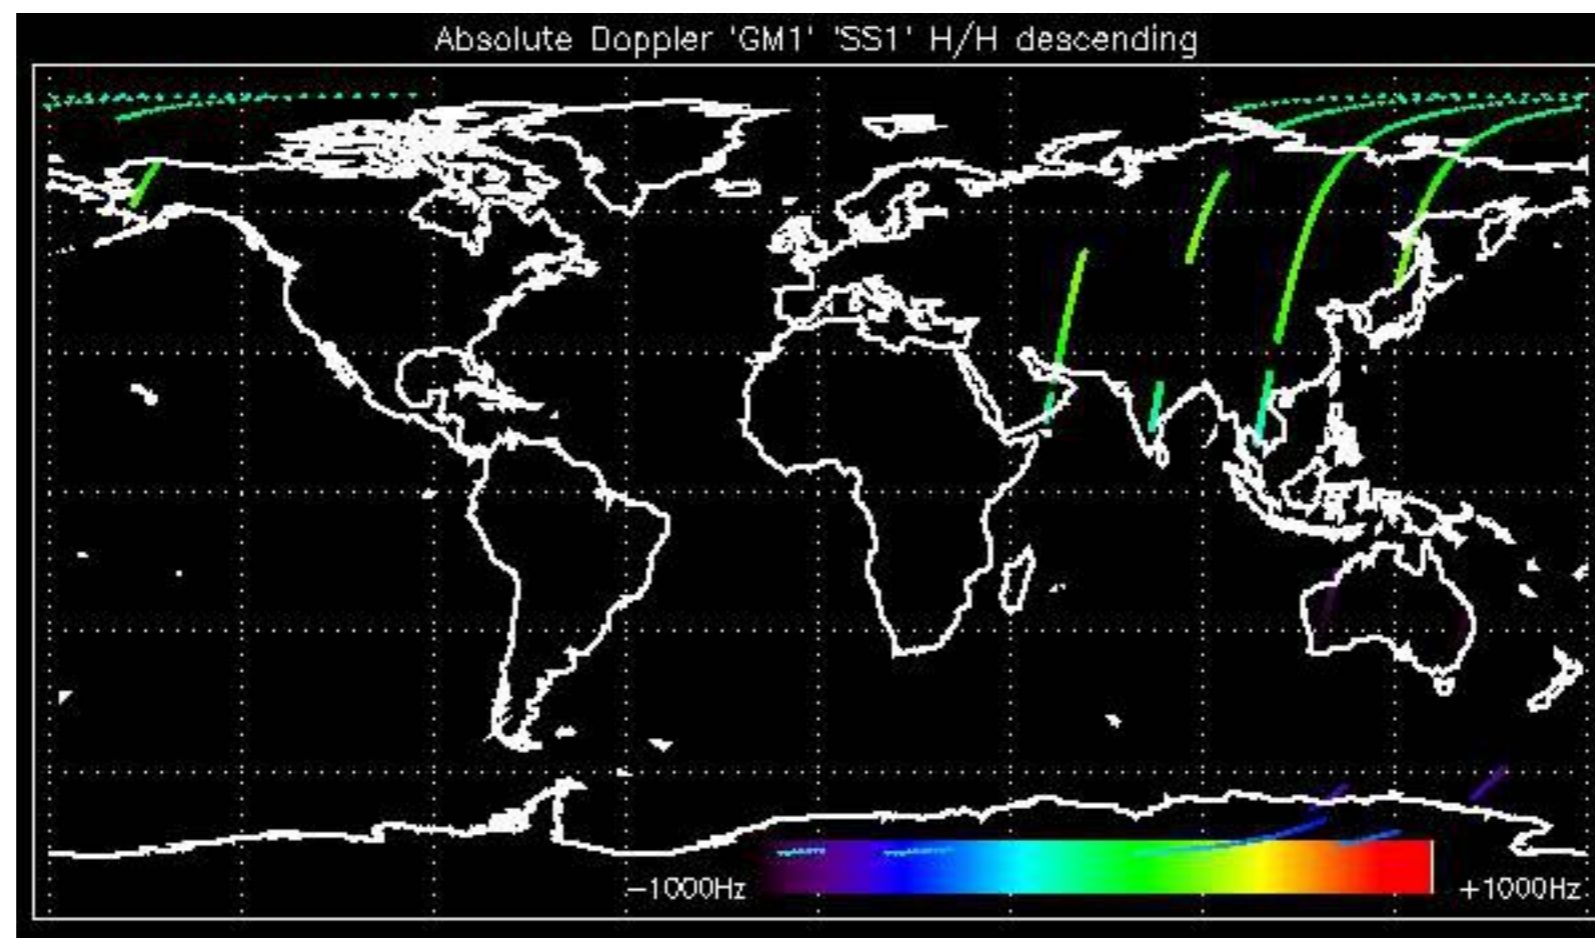 Absolute Doppler 'GM1' 'SS1' H/H descending
-1000Hz
+1000Hz